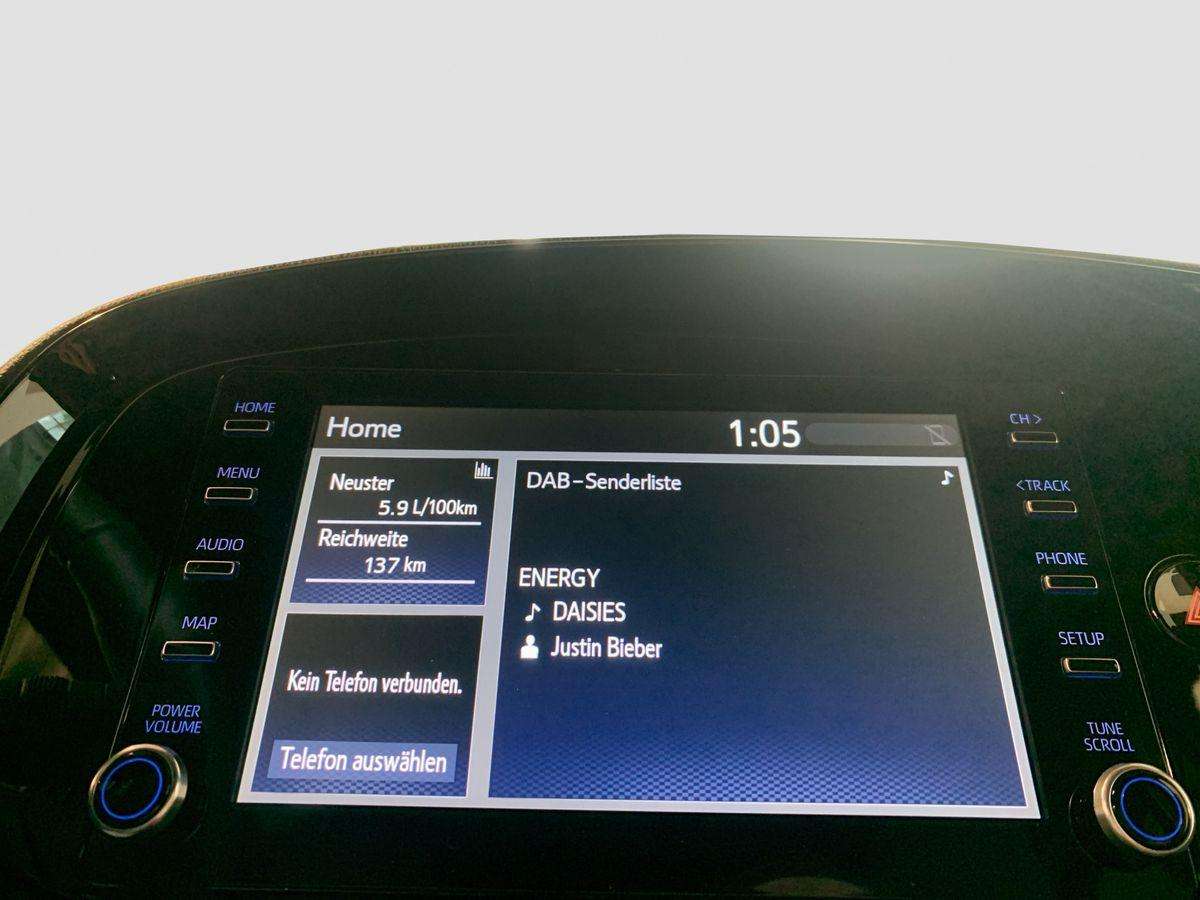 HOME
MENU
AUDIO
MAP
POWER
VOLUME
Home
1:05
Neuster
5.9 L/100km
Reichweite
137 km
Kein Telefon verbunden.
Telefon auswählen
DAB-Senderliste
ENERGY
DAISIES
Justin Bieber
CH >
<TRACK
PHONE
SETUP
TUNE
SCROLL